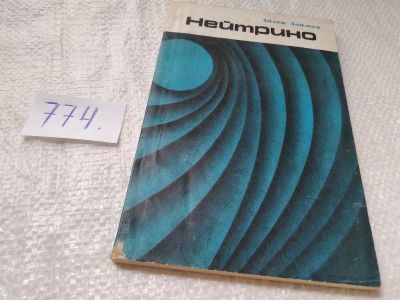 Айзек Азимов
Нейтрино
774.